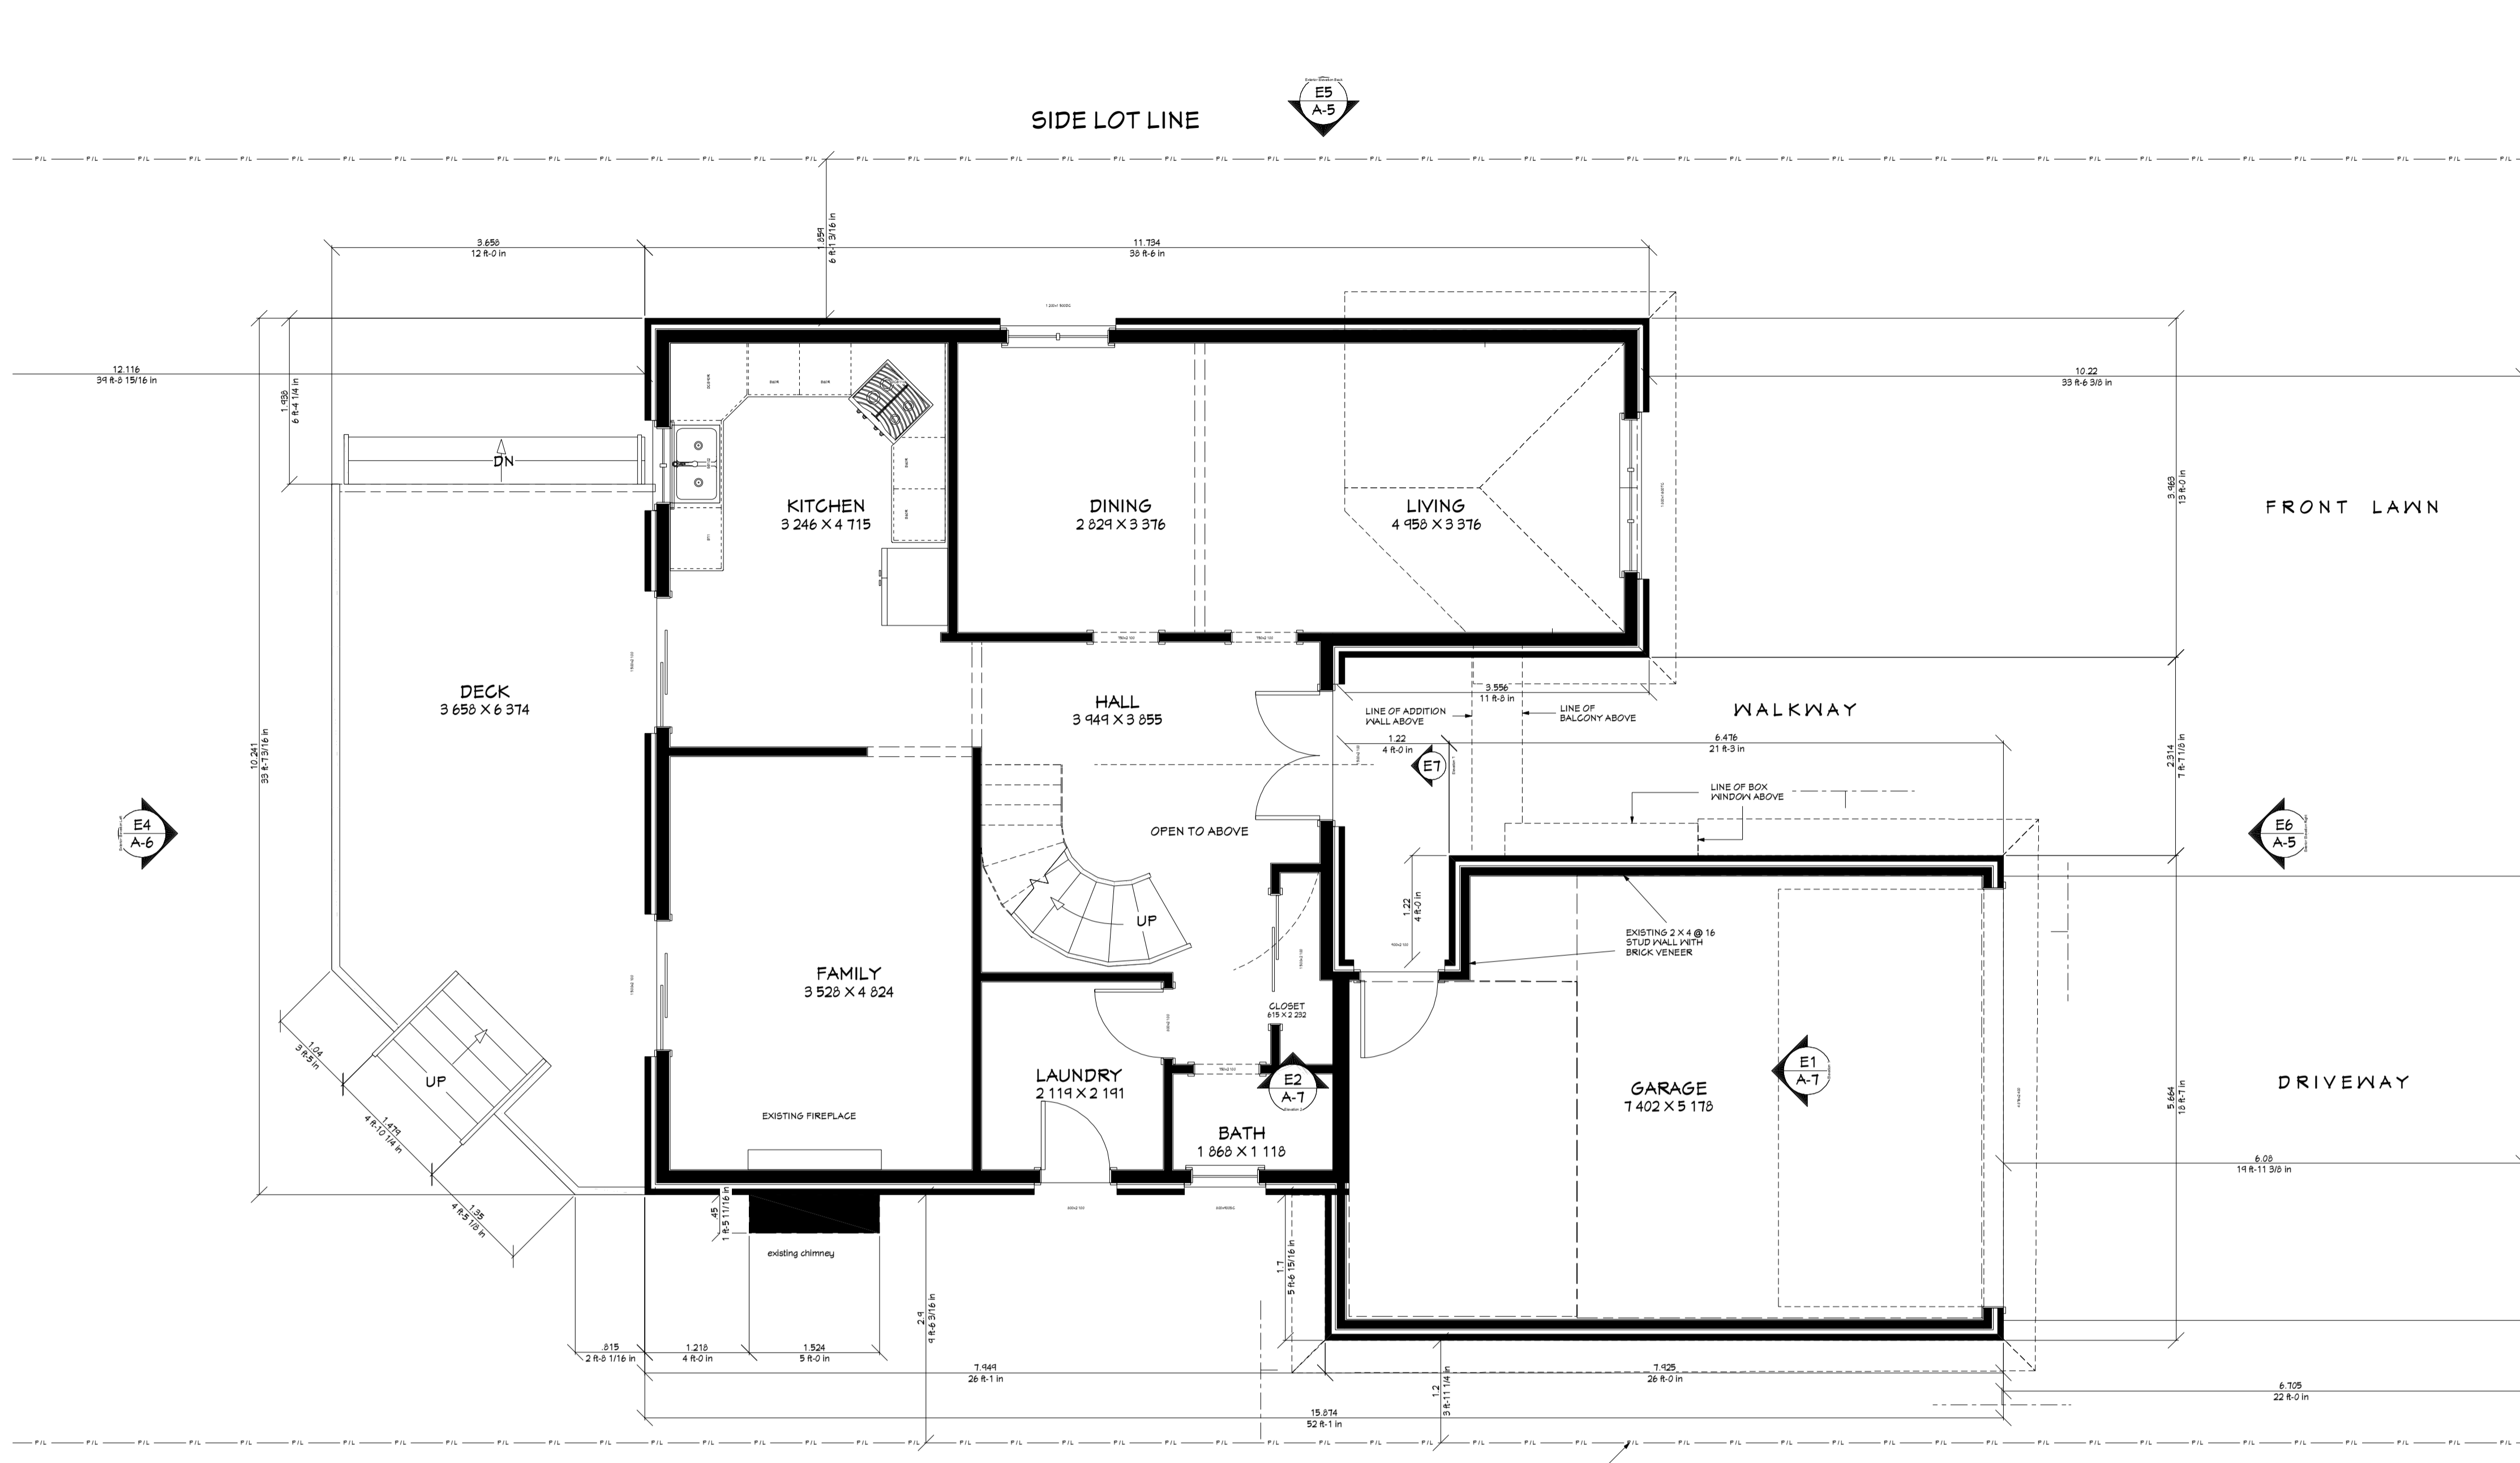 Exterior Elevation Back
E5
A-5
SIDE LOT LINE
P/L P/L P/L P/L P/L P/L P/L P/L P/L P/L P/L P/L P/L P/L P/L P/L P/L P/L P/L P/L P/L P/L P/L P/L P/L P/L P/L P/L P/L P/L P/L P/L P/L P/L P/L P/L P/L P/L P/L P/L P/L P/L P/L P/L P/L P/L P/L P/L
1.859
6 ft-1 3/16 in
3.658
12 ft-0 in
11.734
38 ft-6 in
12.116
39 ft-8 15/16 in
1.938
6 ft-4 1/4 in
10.22
33 ft-6 3/8 in
DN
KITCHEN
3 246 X 4 715
DINING
2 829 X 3 376
LIVING
4 958 X 3 376
3.963
13 ft-0 in
FRONT LAWN
DECK
3 658 X 6 374
HALL
3 949 X 3 855
750x2 100
750x2 100
3.556
11 ft-8 in
LINE OF ADDITION
WALL ABOVE
LINE OF
BALCONY ABOVE
WALKWAY
1.22
4 ft-0 in
6.476
21 ft-3 in
2.314
7 ft-7 1/8 in
10.241
33 ft-7 3/16 in
E7
LINE OF BOX
WINDOW ABOVE
E4
A-6
OPEN TO ABOVE
E6
A-5
UP
1.22
4 ft-0 in
EXISTING 2 X 4 @ 16
STUD WALL WITH
BRICK VENEER
FAMILY
3 528 X 4 824
CLOSET
615 X 2 232
1.04
3 ft-5 in
UP
1.479
4 ft-10 1/4 in
1.35
4 ft-5 1/8 in
LAUNDRY
2 119 X 2 191
750x2 100
E2
A-7
Elevation 2
E1
A-7
GARAGE
7 402 X 5 178
DRIVEWAY
5.664
18 ft-7 in
EXISTING FIREPLACE
BATH
1 868 X 1 118
6.08
19 ft-11 3/8 in
.45
1 ft-5 11/16 in
existing chimney
1.7
5 ft-6 15/16 in
2.9
9 ft-6 3/16 in
.815
2 ft-8 1/16 in
1.218
4 ft-0 in
1.524
5 ft-0 in
7.949
26 ft-1 in
7.925
26 ft-0 in
1.2
3 ft-11 1/4 in
6.705
22 ft-0 in
15.874
52 ft-1 in
P/L P/L P/L P/L P/L P/L P/L P/L P/L P/L P/L P/L P/L P/L P/L P/L P/L P/L P/L P/L P/L P/L P/L P/L P/L P/L P/L P/L P/L P/L P/L P/L P/L P/L P/L P/L P/L P/L P/L P/L P/L P/L P/L P/L P/L P/L P/L P/L